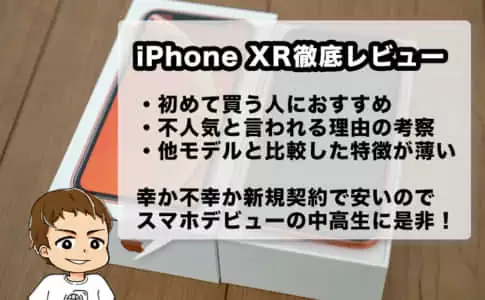 iPhone XR徹底レビュー
・初めて買う人におすすめ
・不人気と言われる理由の考察
・他モデルと比較した特徴が薄い
幸か不幸か新規契約で安いので
スマホデビューの中高生に是非！